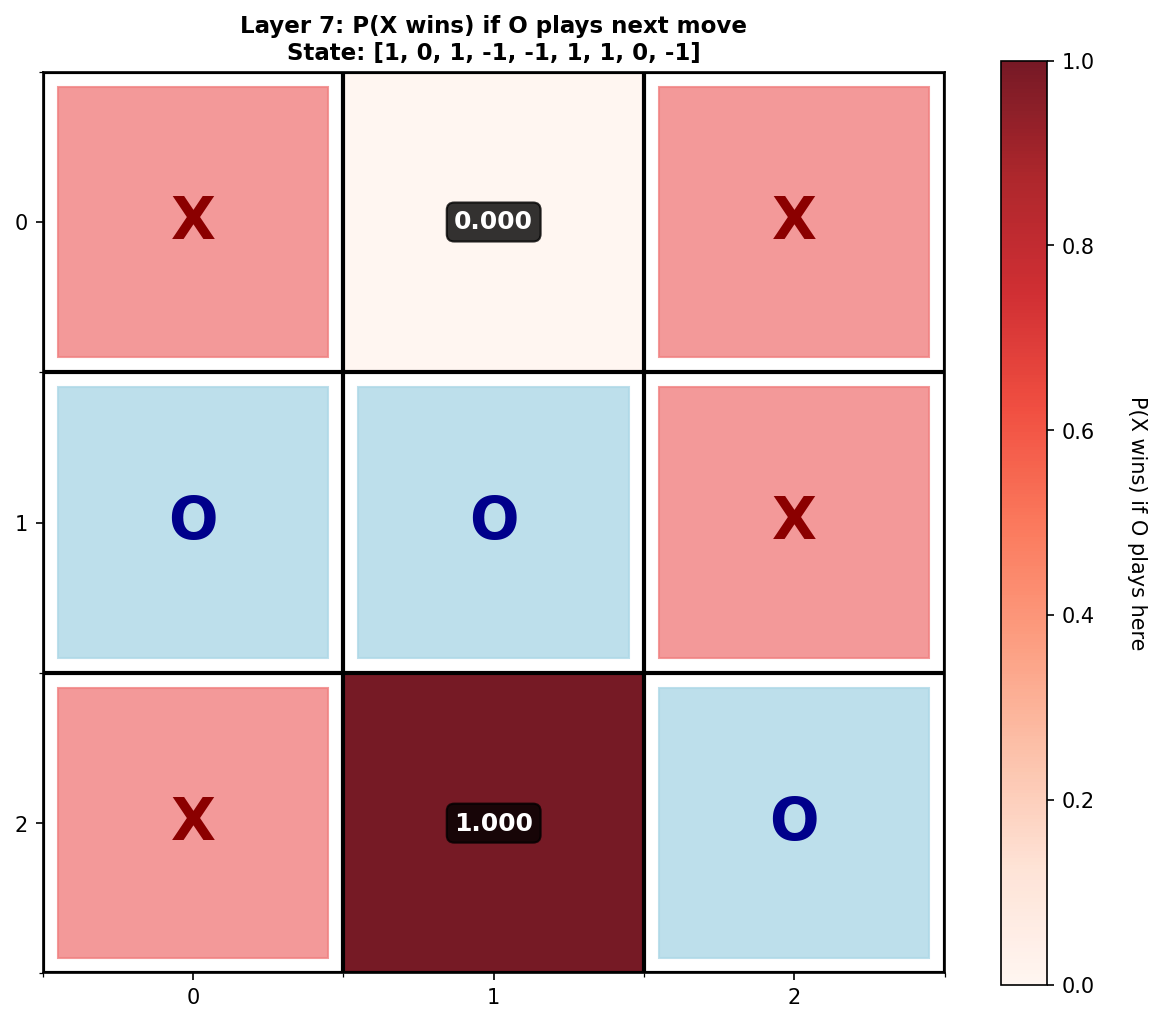 Layer 7: P(X wins) if O plays next move
State: [1, 0, 1, -1, -1, 1, 1, 0, -1]
0
X
0.000
X
1
O
O
X
2
X
1.000
O
0
1
2
1.0
0.8
0.6
0.4
0.2
0.0
P(X wins) if O plays here